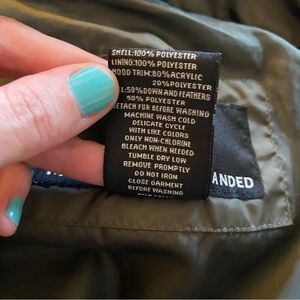 SHELL:100% POLYESTER
LINING:100% POLYESTER
HOOD TRIM:80% ACRYLIC
20% POLYESTER
LL:50% DOWN AND FEATHERS
50% POLYESTER
DETACH FUR BEFORE WASHING
MACHINE WASH COLD
DELICATE CYCLE
WITH LIKE COLORS
ONLY NON-CHLORINE
BLEACH WHEN NEEDED
TUMBLE DRY LOW
REMOVE PROMPTLY
DO NOT IRON
CLOSE GARMENT
BEFORE WASHING
ANDED